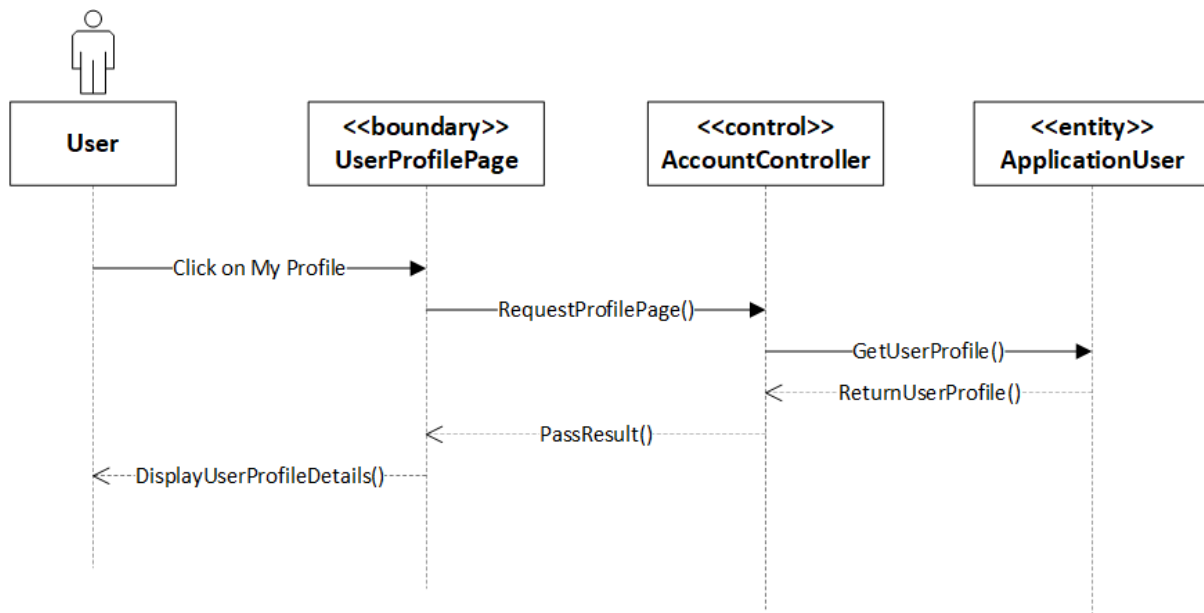 User
<<boundary>>
UserProfilePage
<<control>>
AccountController
<<entity>>
ApplicationUser
Click on My Profile
RequestProfilePage()
GetUserProfile()
ReturnUserProfile()
PassResult()
DisplayUserProfileDetails()